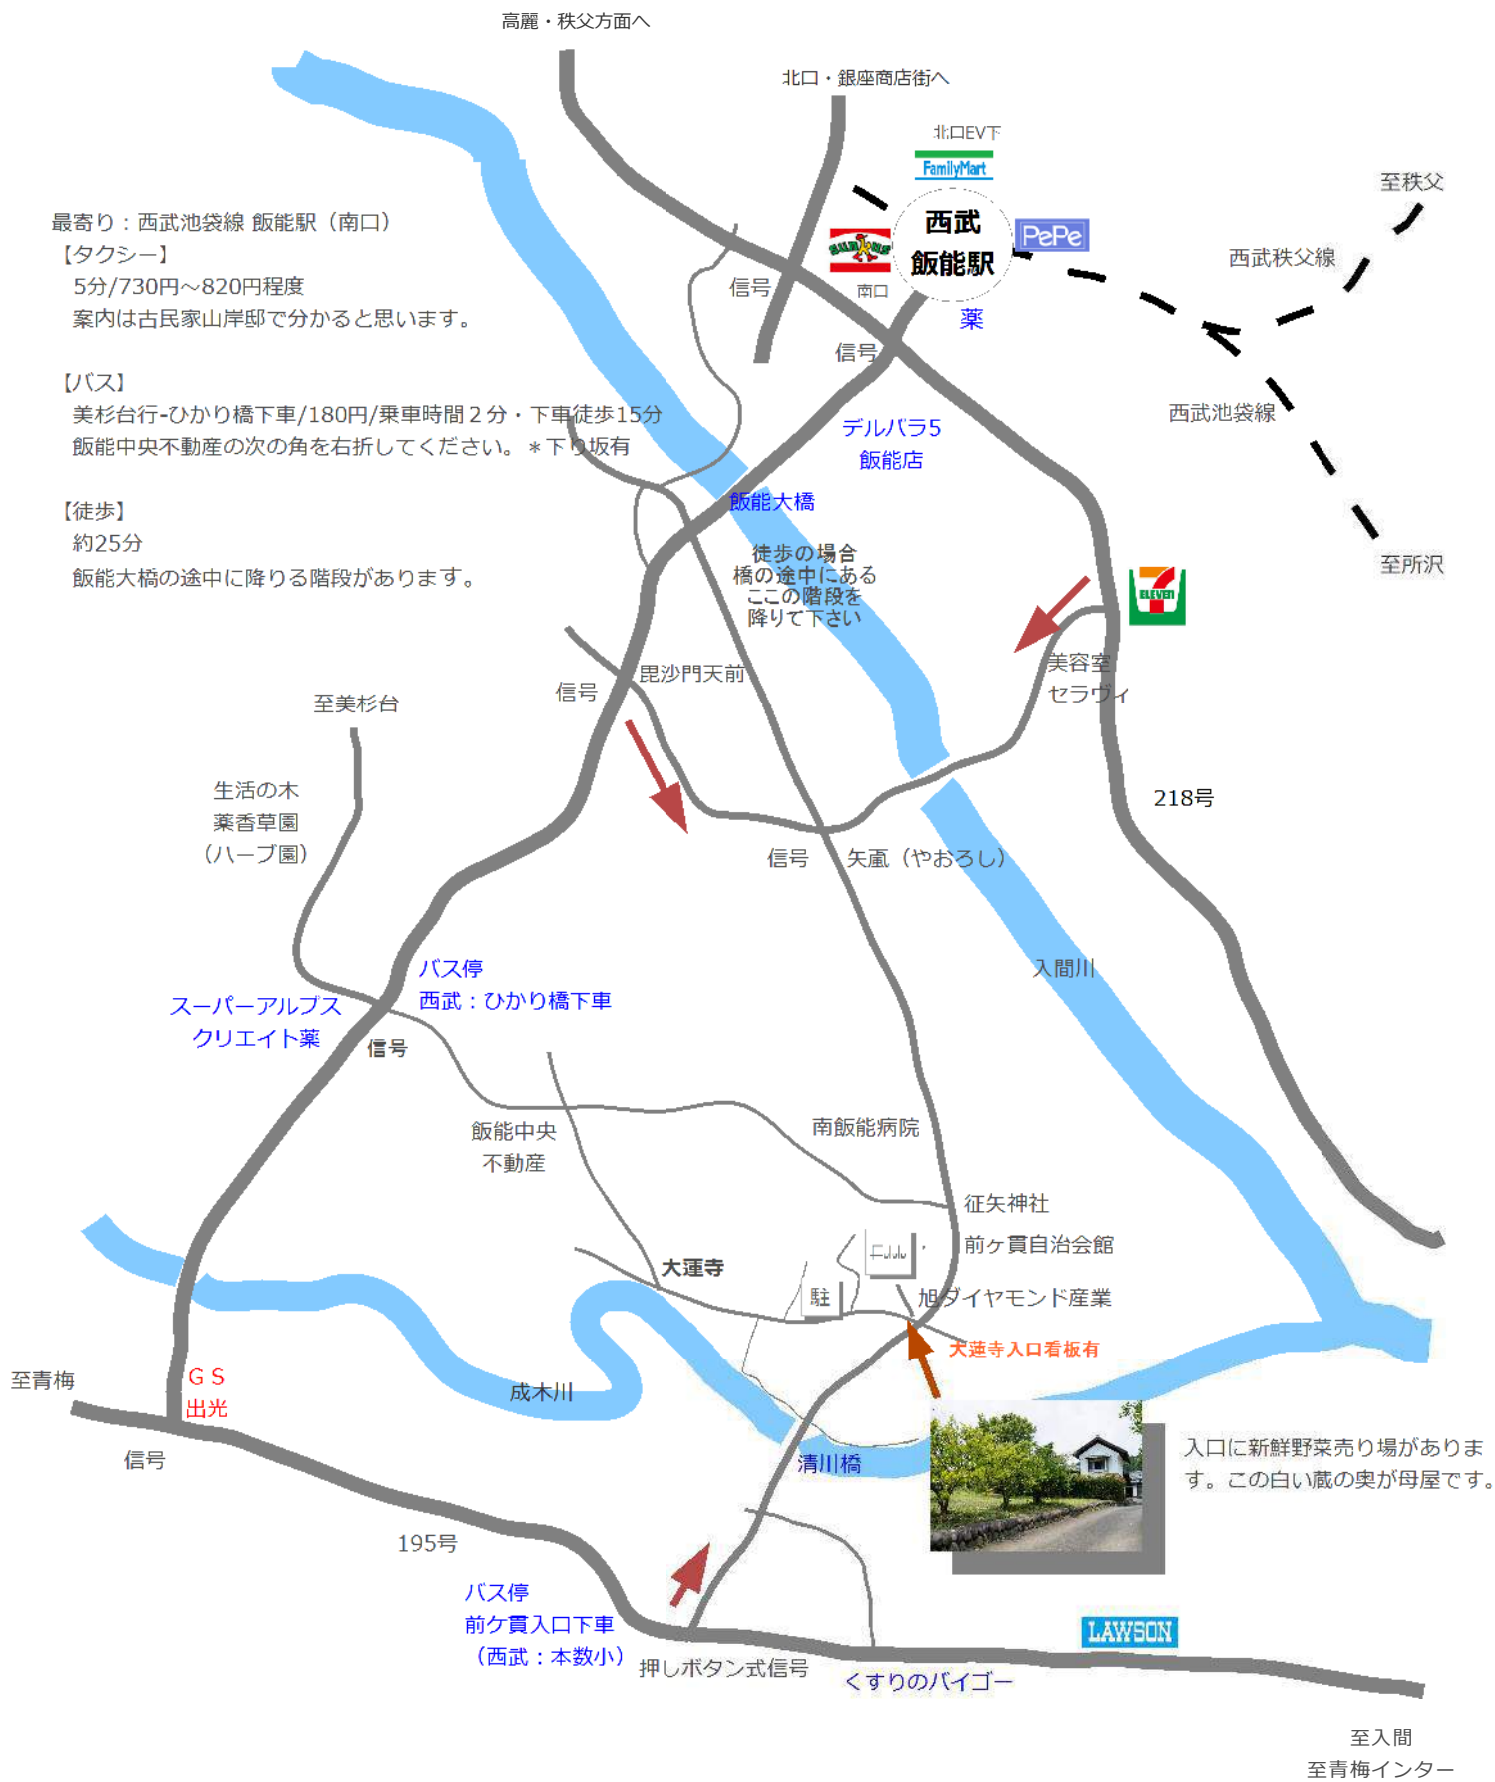 高麗・秩父方面へ
北口・銀座商店街へ
北口EV下
FamilyMart
至秩父
西武
飯能駅
SUNKUS
PePe
西武秩父線
南口
薬
信号
信号
最寄り：西武池袋線 飯能駅（南口）
【タクシー】
5分/730円～820円程度
案内は古民家山岸邸で分かると思います。
【バス】
美杉台行-ひかり橋下車/180円/乗車時間２分・下車徒歩15分
飯能中央不動産の次の角を右折してください。＊下り坂有
【徒歩】
約25分
飯能大橋の途中に降りる階段があります。
デルパラ5
飯能店
西武池袋線
飯能大橋
至所沢
徒歩の場合
橋の途中にある
ここの階段を
降りて下さい
7
ELEVEN
美容室
セラヴィ
毘沙門天前
信号
至美杉台
生活の木
薬香草園
（ハーブ園）
218号
信号
矢颪（やおろし）
入間川
バス停
西武：ひかり橋下車
スーパーアルプス
クリエイト薬
信号
飯能中央
不動産
南飯能病院
征矢神社
前ヶ貫自治会館
大蓮寺
駐
旭ダイヤモンド産業
大蓮寺入口看板有
至青梅
ＧＳ
出光
信号
成木川
清川橋
入口に新鮮野菜売り場がありま
す。この白い蔵の奥が母屋です。
195号
バス停
前ケ貫入口下車
（西武：本数小）
押しボタン式信号
LAWSON
くすりのバイゴー
至入間
至青梅インター